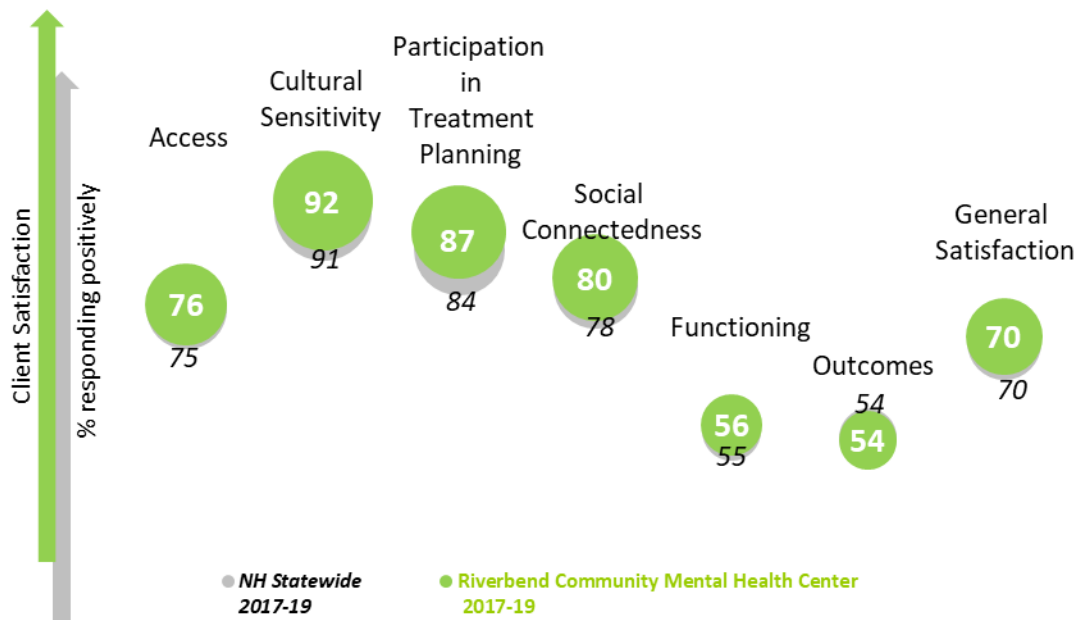 Client Satisfaction
% responding positively
Access
76
75
Cultural
Sensitivity
92
91
Participation
in
Treatment
Planning
87
84
Social
Connectedness
80
78
Functioning
56
55
Outcomes
54
54
General
Satisfaction
70
70
NH Statewide
2017-19
Riverbend Community Mental Health Center
2017-19